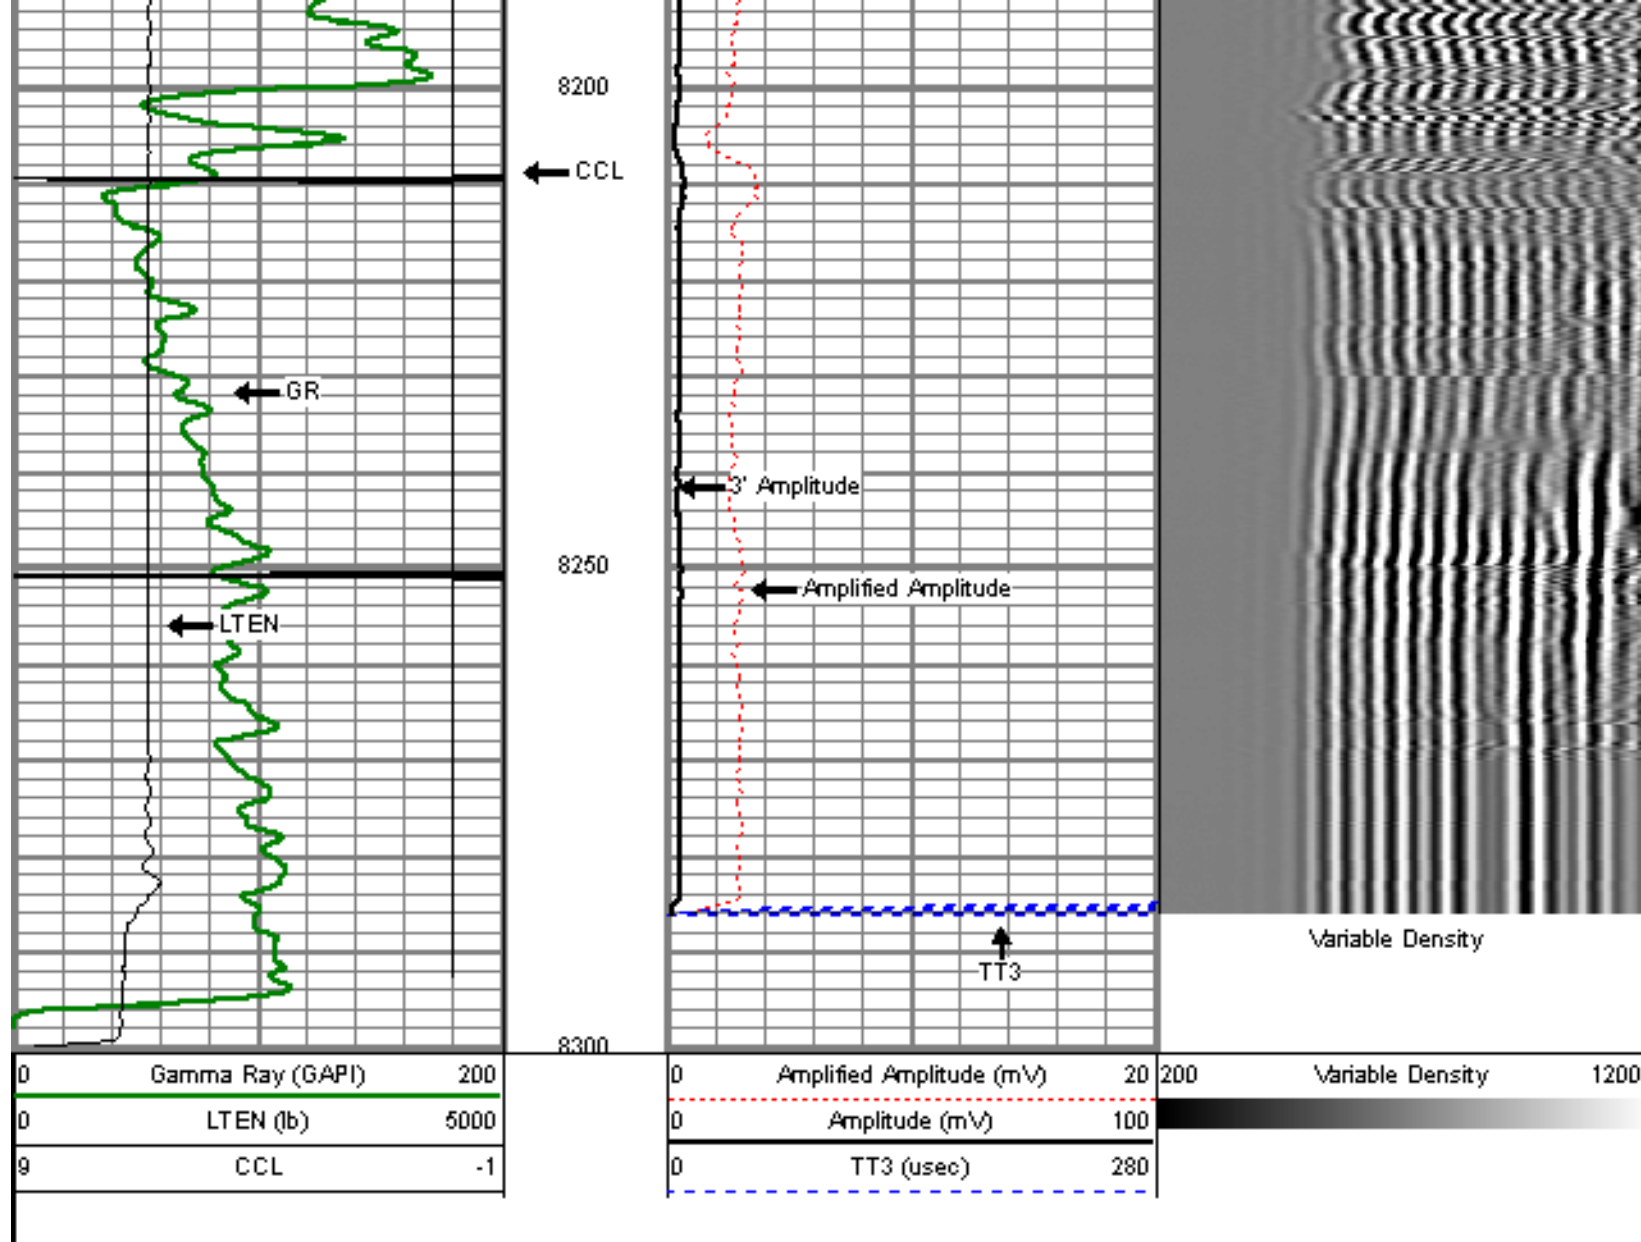 8200
CCL
GR
3' Amplitude
8250
Amplified Amplitude
LTEN
Variable Density
TT3
8300
0 Gamma Ray (GAPI) 200
0 LTEN (lb) 5000
9 CCL -1
0 Amplified Amplitude (mV) 20
0 Amplitude (mV) 100
0 TT3 (usec) 280
200 Variable Density 1200